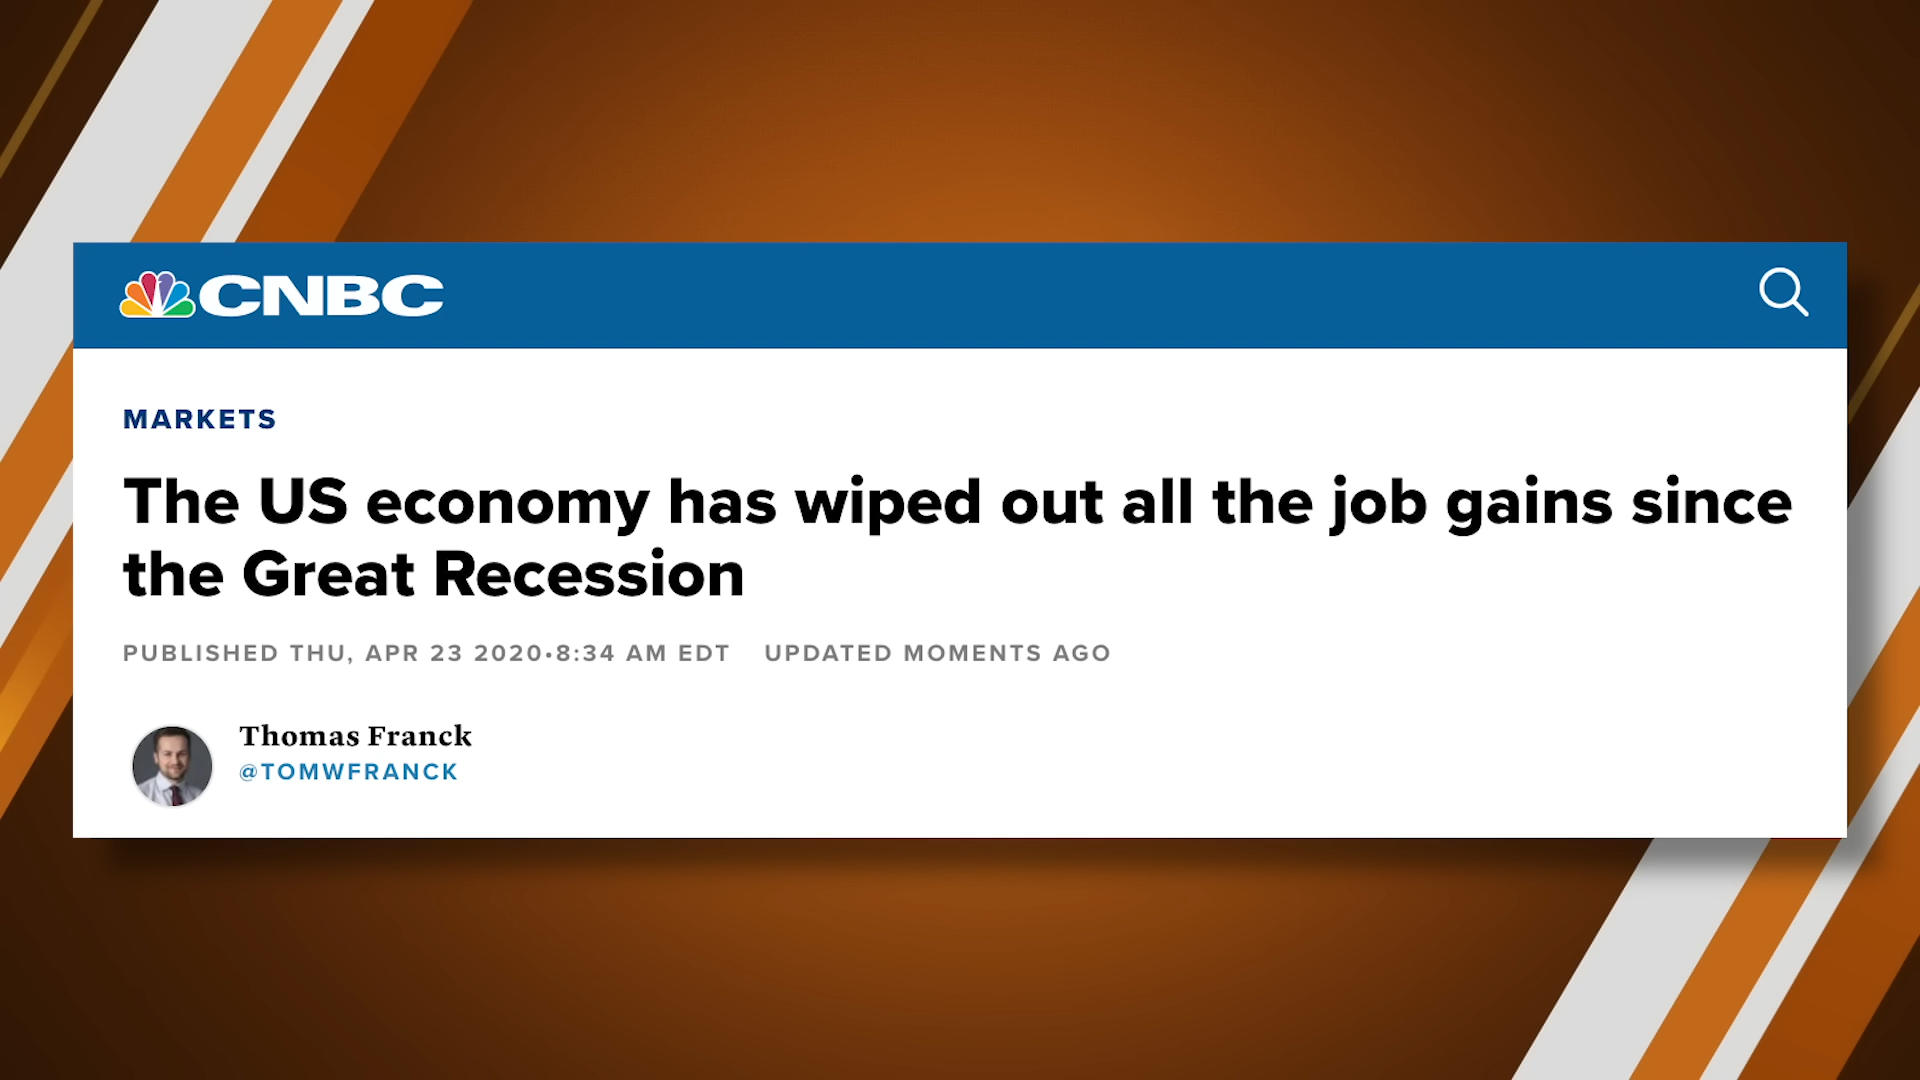 CNBC
MARKETS
The US economy has wiped out all the job gains since
the Great Recession
PUBLISHED THU, APR 23 2020•8:34 AM EDT UPDATED MOMENTS AGO
Thomas Franck
@TOMWFRANCK